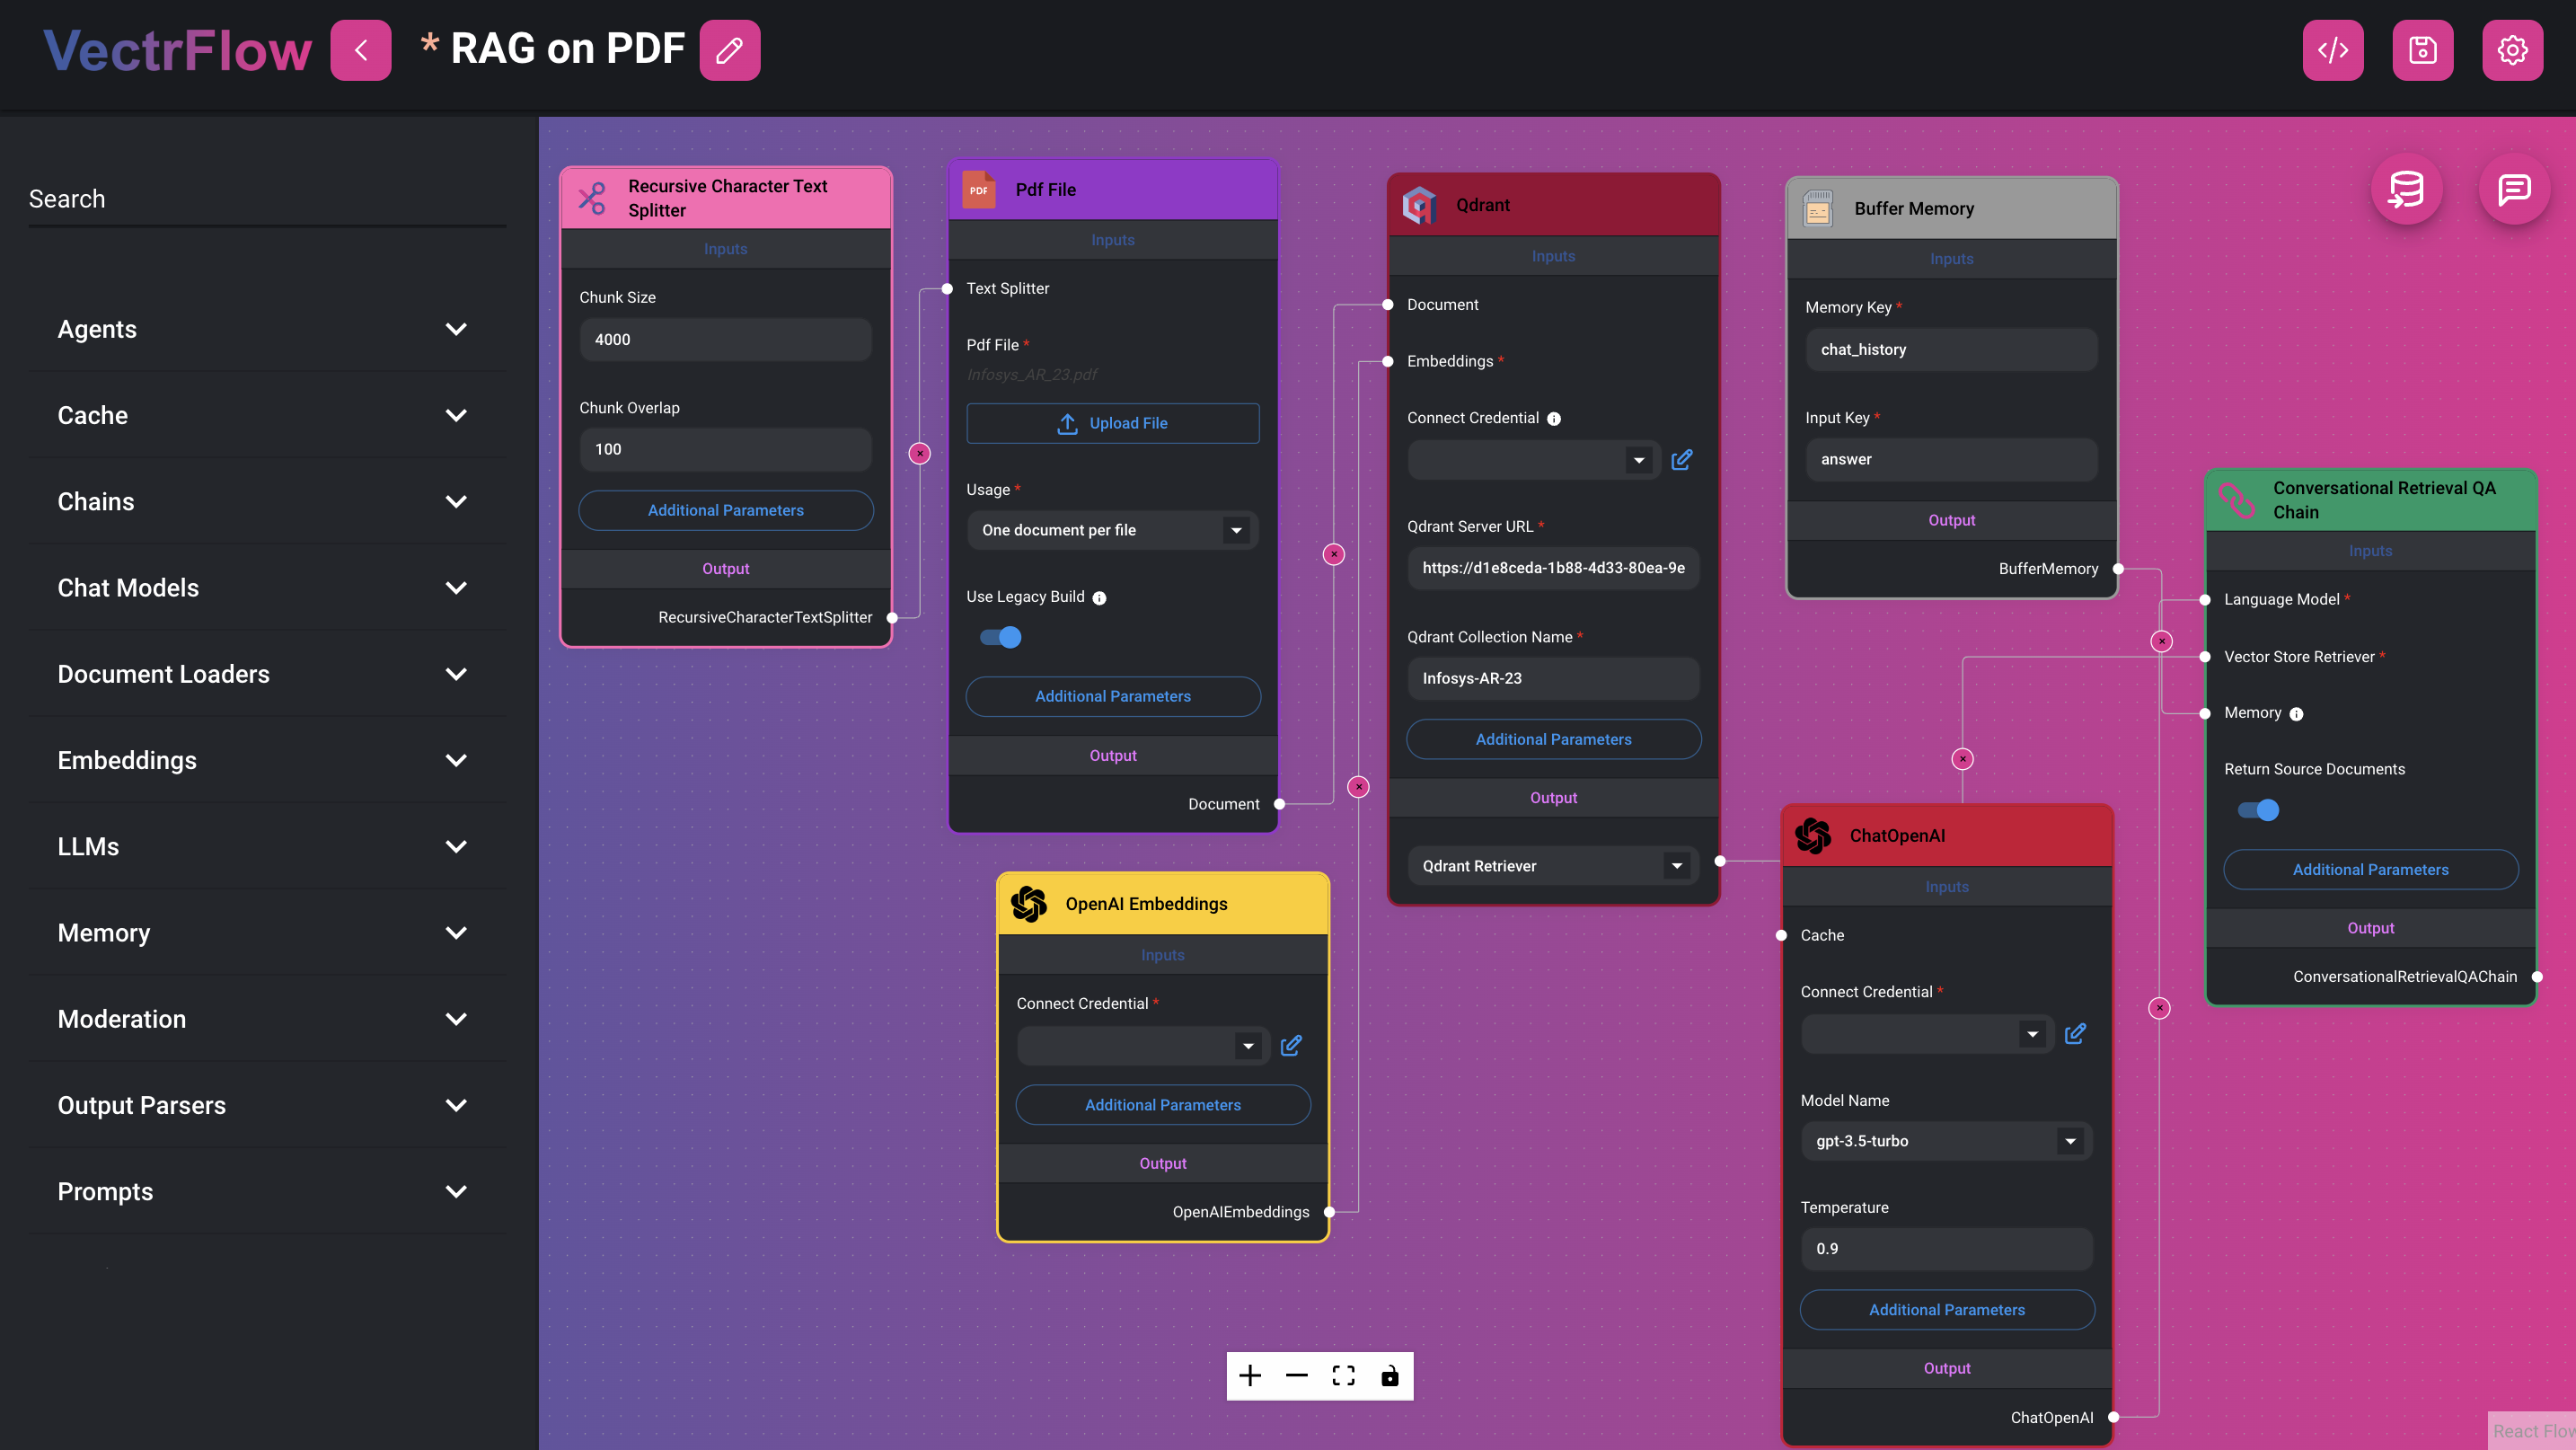 VectrFlow
* RAG on PDF
Search
Agents
Cache
Chains
Chat Models
Document Loaders
Embeddings
LLMs
Memory
Moderation
Output Parsers
Prompts
Recursive Character Text
Splitter
Inputs
Chunk Size
4000
Chunk Overlap
100
Additional Parameters
Output
RecursiveCharacterTextSplitter
PDF
Pdf File
Inputs
Text Splitter
Pdf File *
Infosys_AR_23.pdf
Upload File
Usage *
One document per file
Use Legacy Build
Additional Parameters
Output
Document
OpenAI Embeddings
Inputs
Connect Credential *
Additional Parameters
Output
OpenAIEmbeddings
Qdrant
Inputs
Document
Embeddings *
Connect Credential
Qdrant Server URL *
https://d1e8ceda-1b88-4d33-80ea-9e
Qdrant Collection Name *
Infosys-AR-23
Additional Parameters
Output
Qdrant Retriever
Buffer Memory
Inputs
Memory Key *
chat_history
Input Key *
answer
Output
BufferMemory
ChatOpenAI
Inputs
Cache
Connect Credential *
Model Name
gpt-3.5-turbo
Temperature
0.9
Additional Parameters
Output
ChatOpenAI
Conversational Retrieval QA
Chain
Inputs
Language Model *
Vector Store Retriever *
Memory
Return Source Documents
Additional Parameters
Output
ConversationalRetrievalQAChain
React Flow